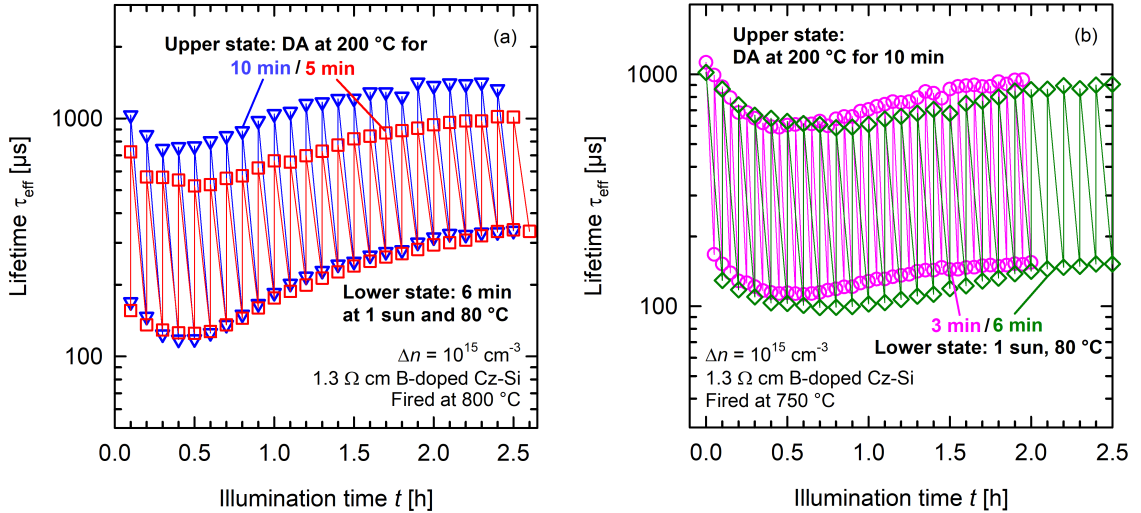 (a)
Upper state: DA at 200 °C for
10 min / 5 min
1000
100
Lifetime τeff [µs]
Lower state: 6 min
at 1 sun and 80 °C
Δn = 10¹⁵ cm⁻³
1.3 Ω cm B-doped Cz-Si
Fired at 800 °C
0.0 0.5 1.0 1.5 2.0 2.5
Illumination time t [h]
(b)
Upper state:
DA at 200 °C for 10 min
1000
100
Lifetime τeff [µs]
3 min / 6 min
Lower state: 1 sun, 80 °C
Δn = 10¹⁵ cm⁻³
1.3 Ω cm B-doped Cz-Si
Fired at 750 °C
0.0 0.5 1.0 1.5 2.0 2.5
Illumination time t [h]